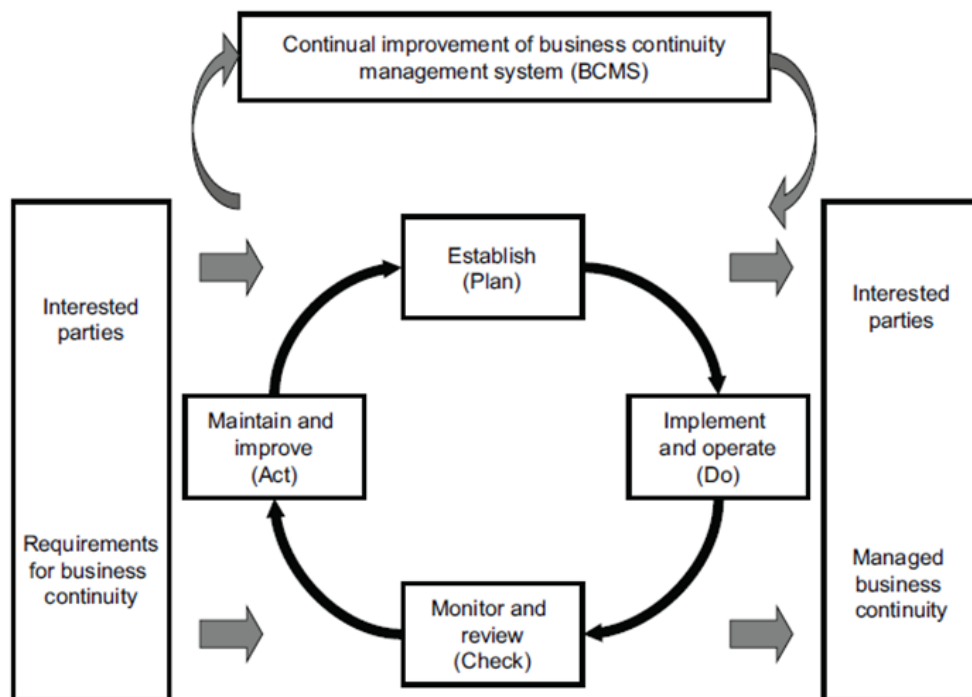 Continual improvement of business continuity
management system (BCMS)
Establish
(Plan)
Interested
parties
Interested
parties
Maintain and
improve
(Act)
Implement
and operate
(Do)
Requirements
for business
continuity
Managed
business
continuity
Monitor and
review
(Check)